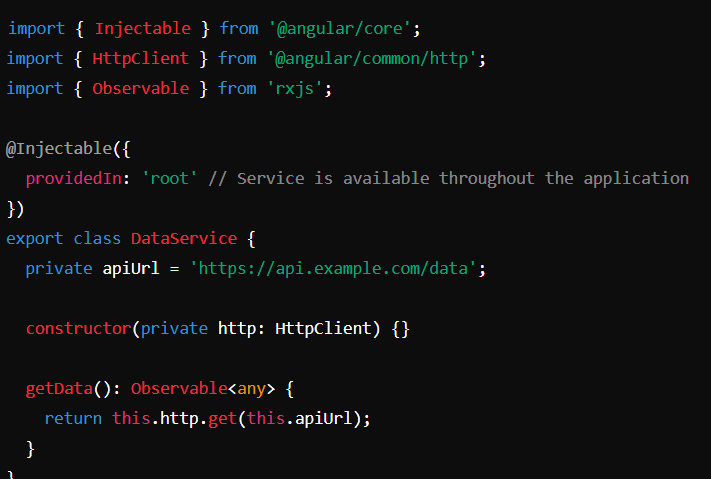 import { Injectable } from '@angular/core';
import { HttpClient } from '@angular/common/http';
import { Observable } from 'rxjs';

@Injectable({
  providedIn: 'root' // Service is available throughout the application
})
export class DataService {
  private apiUrl = 'https://api.example.com/data';

  constructor(private http: HttpClient) {}

  getData(): Observable<any> {
    return this.http.get(this.apiUrl);
  }
}